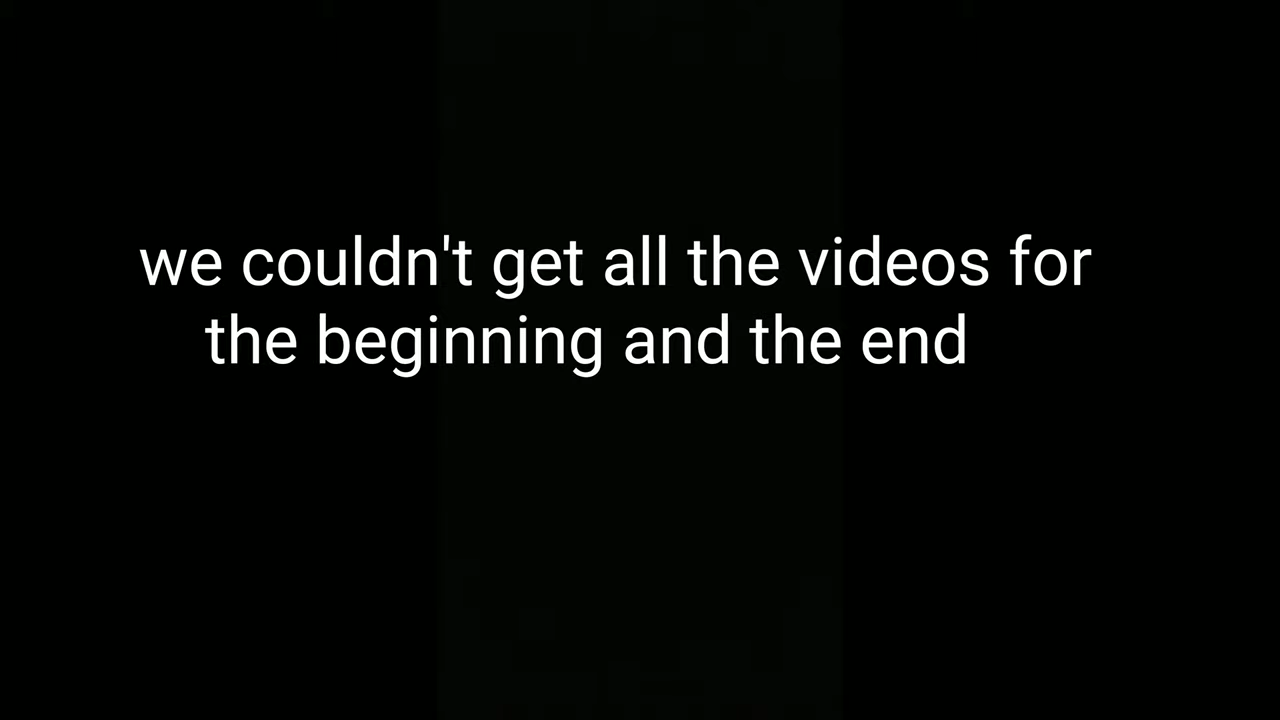 we couldn't get all the videos for
the beginning and the end